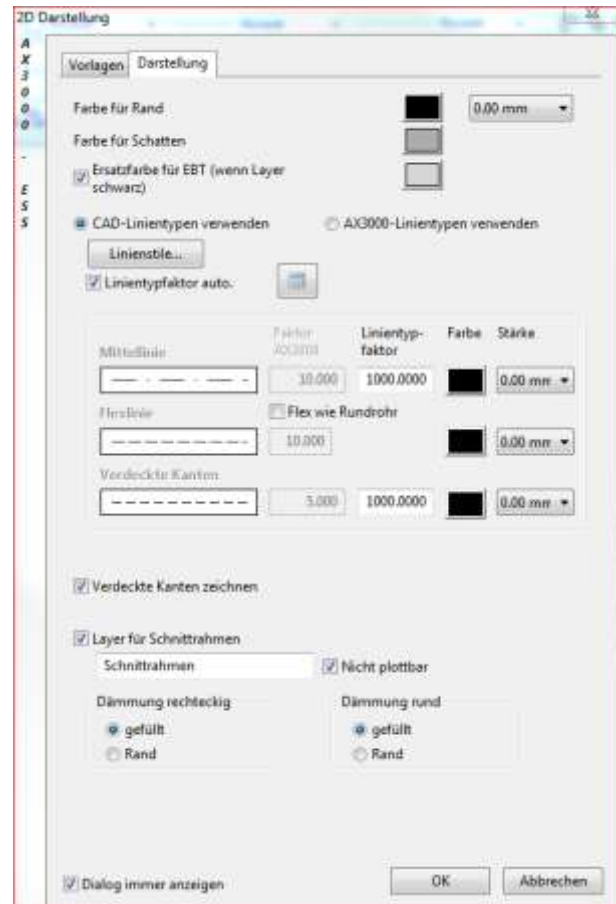 2D Darstellung
AX3000 - ESS
Vorlagen Darstellung
Farbe für Rand 0.00 mm
Farbe für Schatten
Ersatzfarbe für EBT (wenn Layer
schwarz)
CAD-Linientypen verwenden AX3000-Linientypen verwenden
Linienstile...
Linientypfaktor auto.
Faktor Linientyp- Farbe Stärke
Mittellinie AX3000 faktor
10.000 1000.0000 0.00 mm
Flexlinie Flex wie Rundrohr
10.000 0.00 mm
Verdeckte Kanten
5.000 1000.0000 0.00 mm
Verdeckte Kanten zeichnen
Layer für Schnittrahmen
Schnittrahmen Nicht plottbar
Dämmung rechteckig Dämmung rund
gefüllt gefüllt
Rand Rand
Dialog immer anzeigen OK Abbrechen